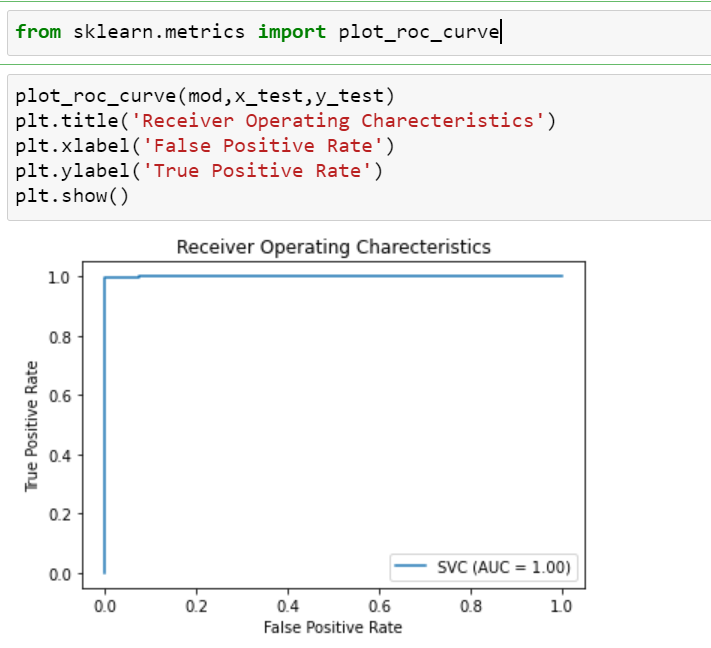 from sklearn.metrics import plot_roc_curve
plot_roc_curve(mod,x_test,y_test)
plt.title('Receiver Operating Charecteristics')
plt.xlabel('False Positive Rate')
plt.ylabel('True Positive Rate')
plt.show()
Receiver Operating Charecteristics
1.0
0.8
0.6
0.4
0.2
0.0
True Positive Rate
SVC (AUC = 1.00)
0.0 0.2 0.4 0.6 0.8 1.0
False Positive Rate